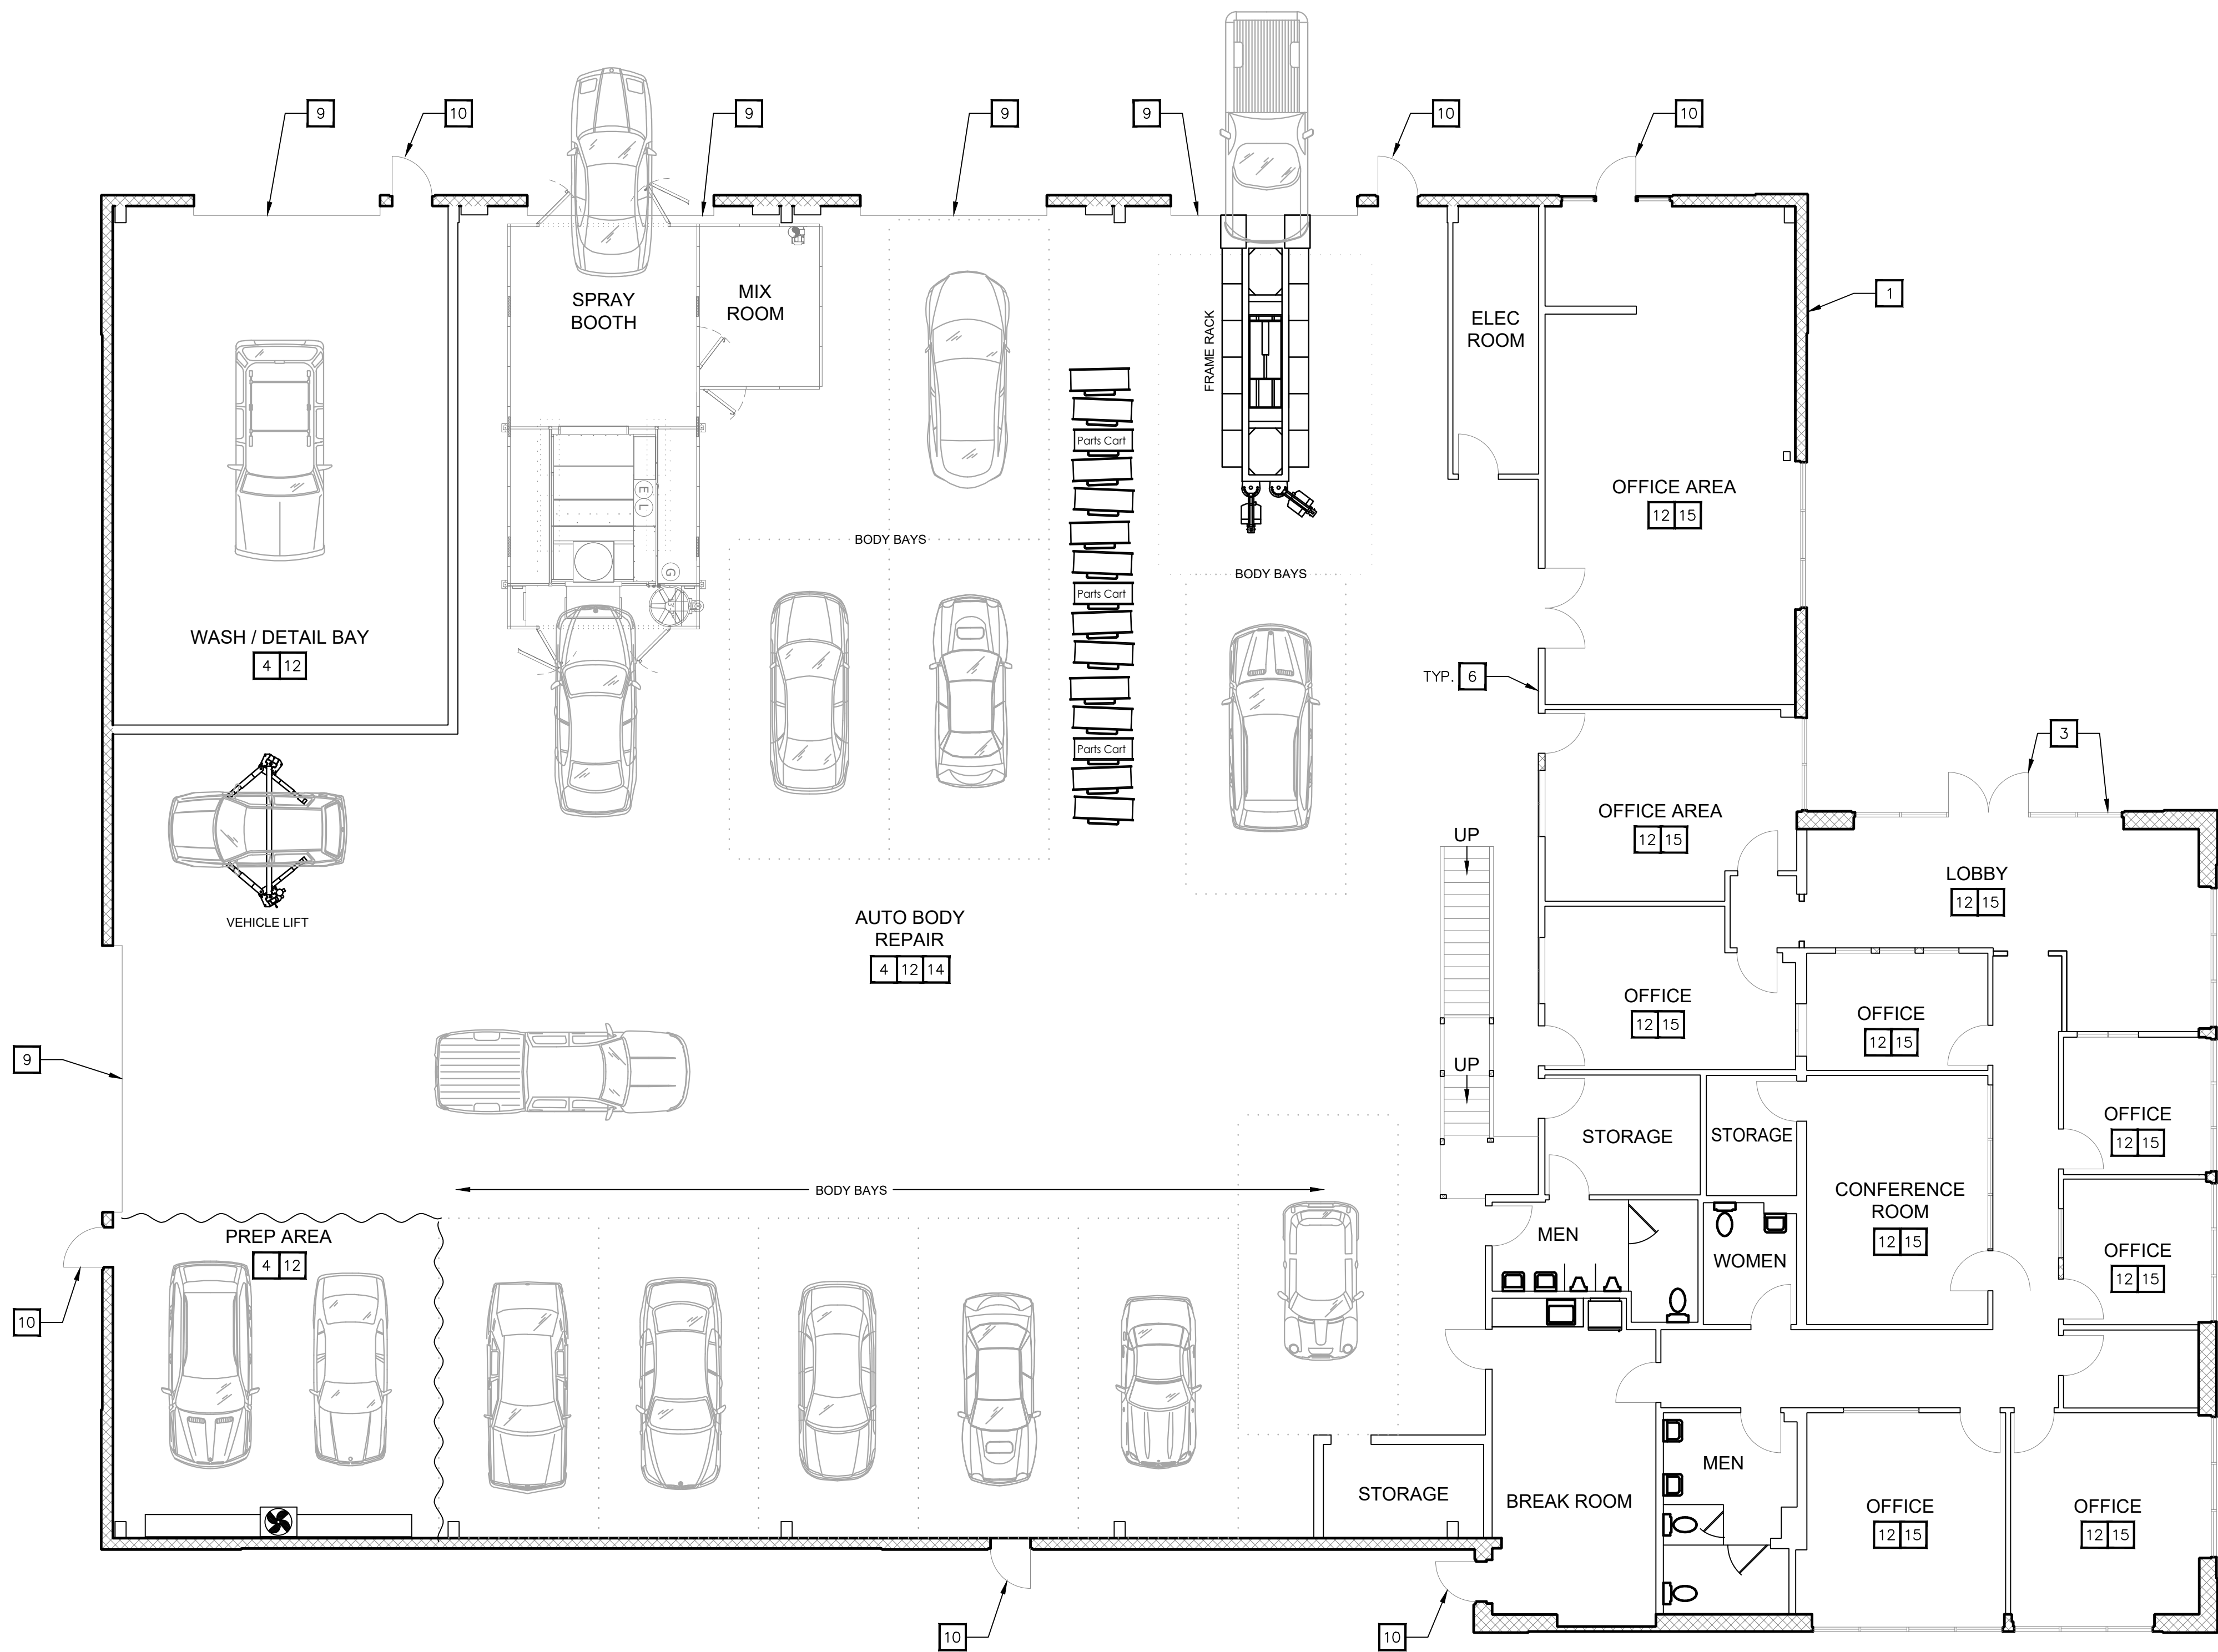 9
10
9
9
9
10
10
SPRAY
BOOTH
MIX
ROOM
FRAME RACK
ELEC
ROOM
1
Parts Cart
OFFICE AREA
12 15
E
L
BODY BAYS
G
BODY BAYS
Parts Cart
WASH / DETAIL BAY
4 12
TYP. 6
3
Parts Cart
OFFICE AREA
12 15
UP
LOBBY
12 15
VEHICLE LIFT
AUTO BODY
REPAIR
4 12 14
OFFICE
12 15
OFFICE
12 15
9
UP
OFFICE
12 15
STORAGE
STORAGE
BODY BAYS
CONFERENCE
ROOM
12 15
PREP AREA
4 12
MEN
WOMEN
OFFICE
12 15
10
MEN
STORAGE
BREAK ROOM
OFFICE
12 15
OFFICE
12 15
10
10